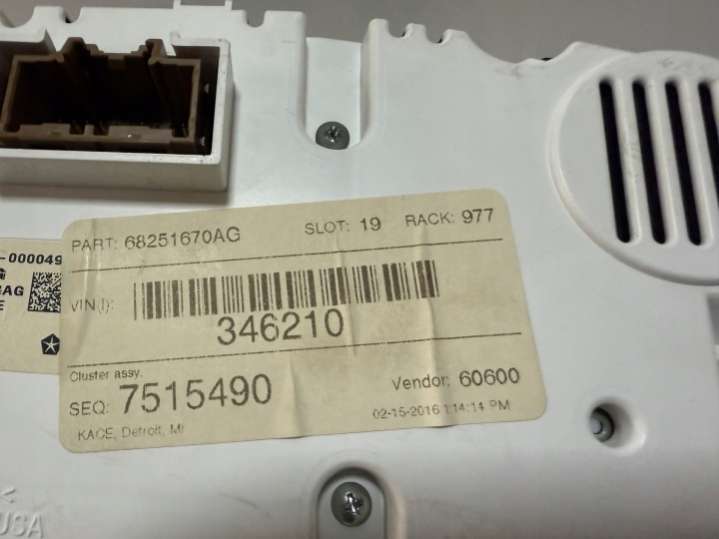 PART: 68251670AG SLOT: 19 RACK: 977
-000049
G
AG
E
VIN(I):
346210
Cluster assy.
SEQ: 7515490 Vendor: 60600
02-15-2016 1:14:14 PM
KACE, Detroit, MI
<
USA